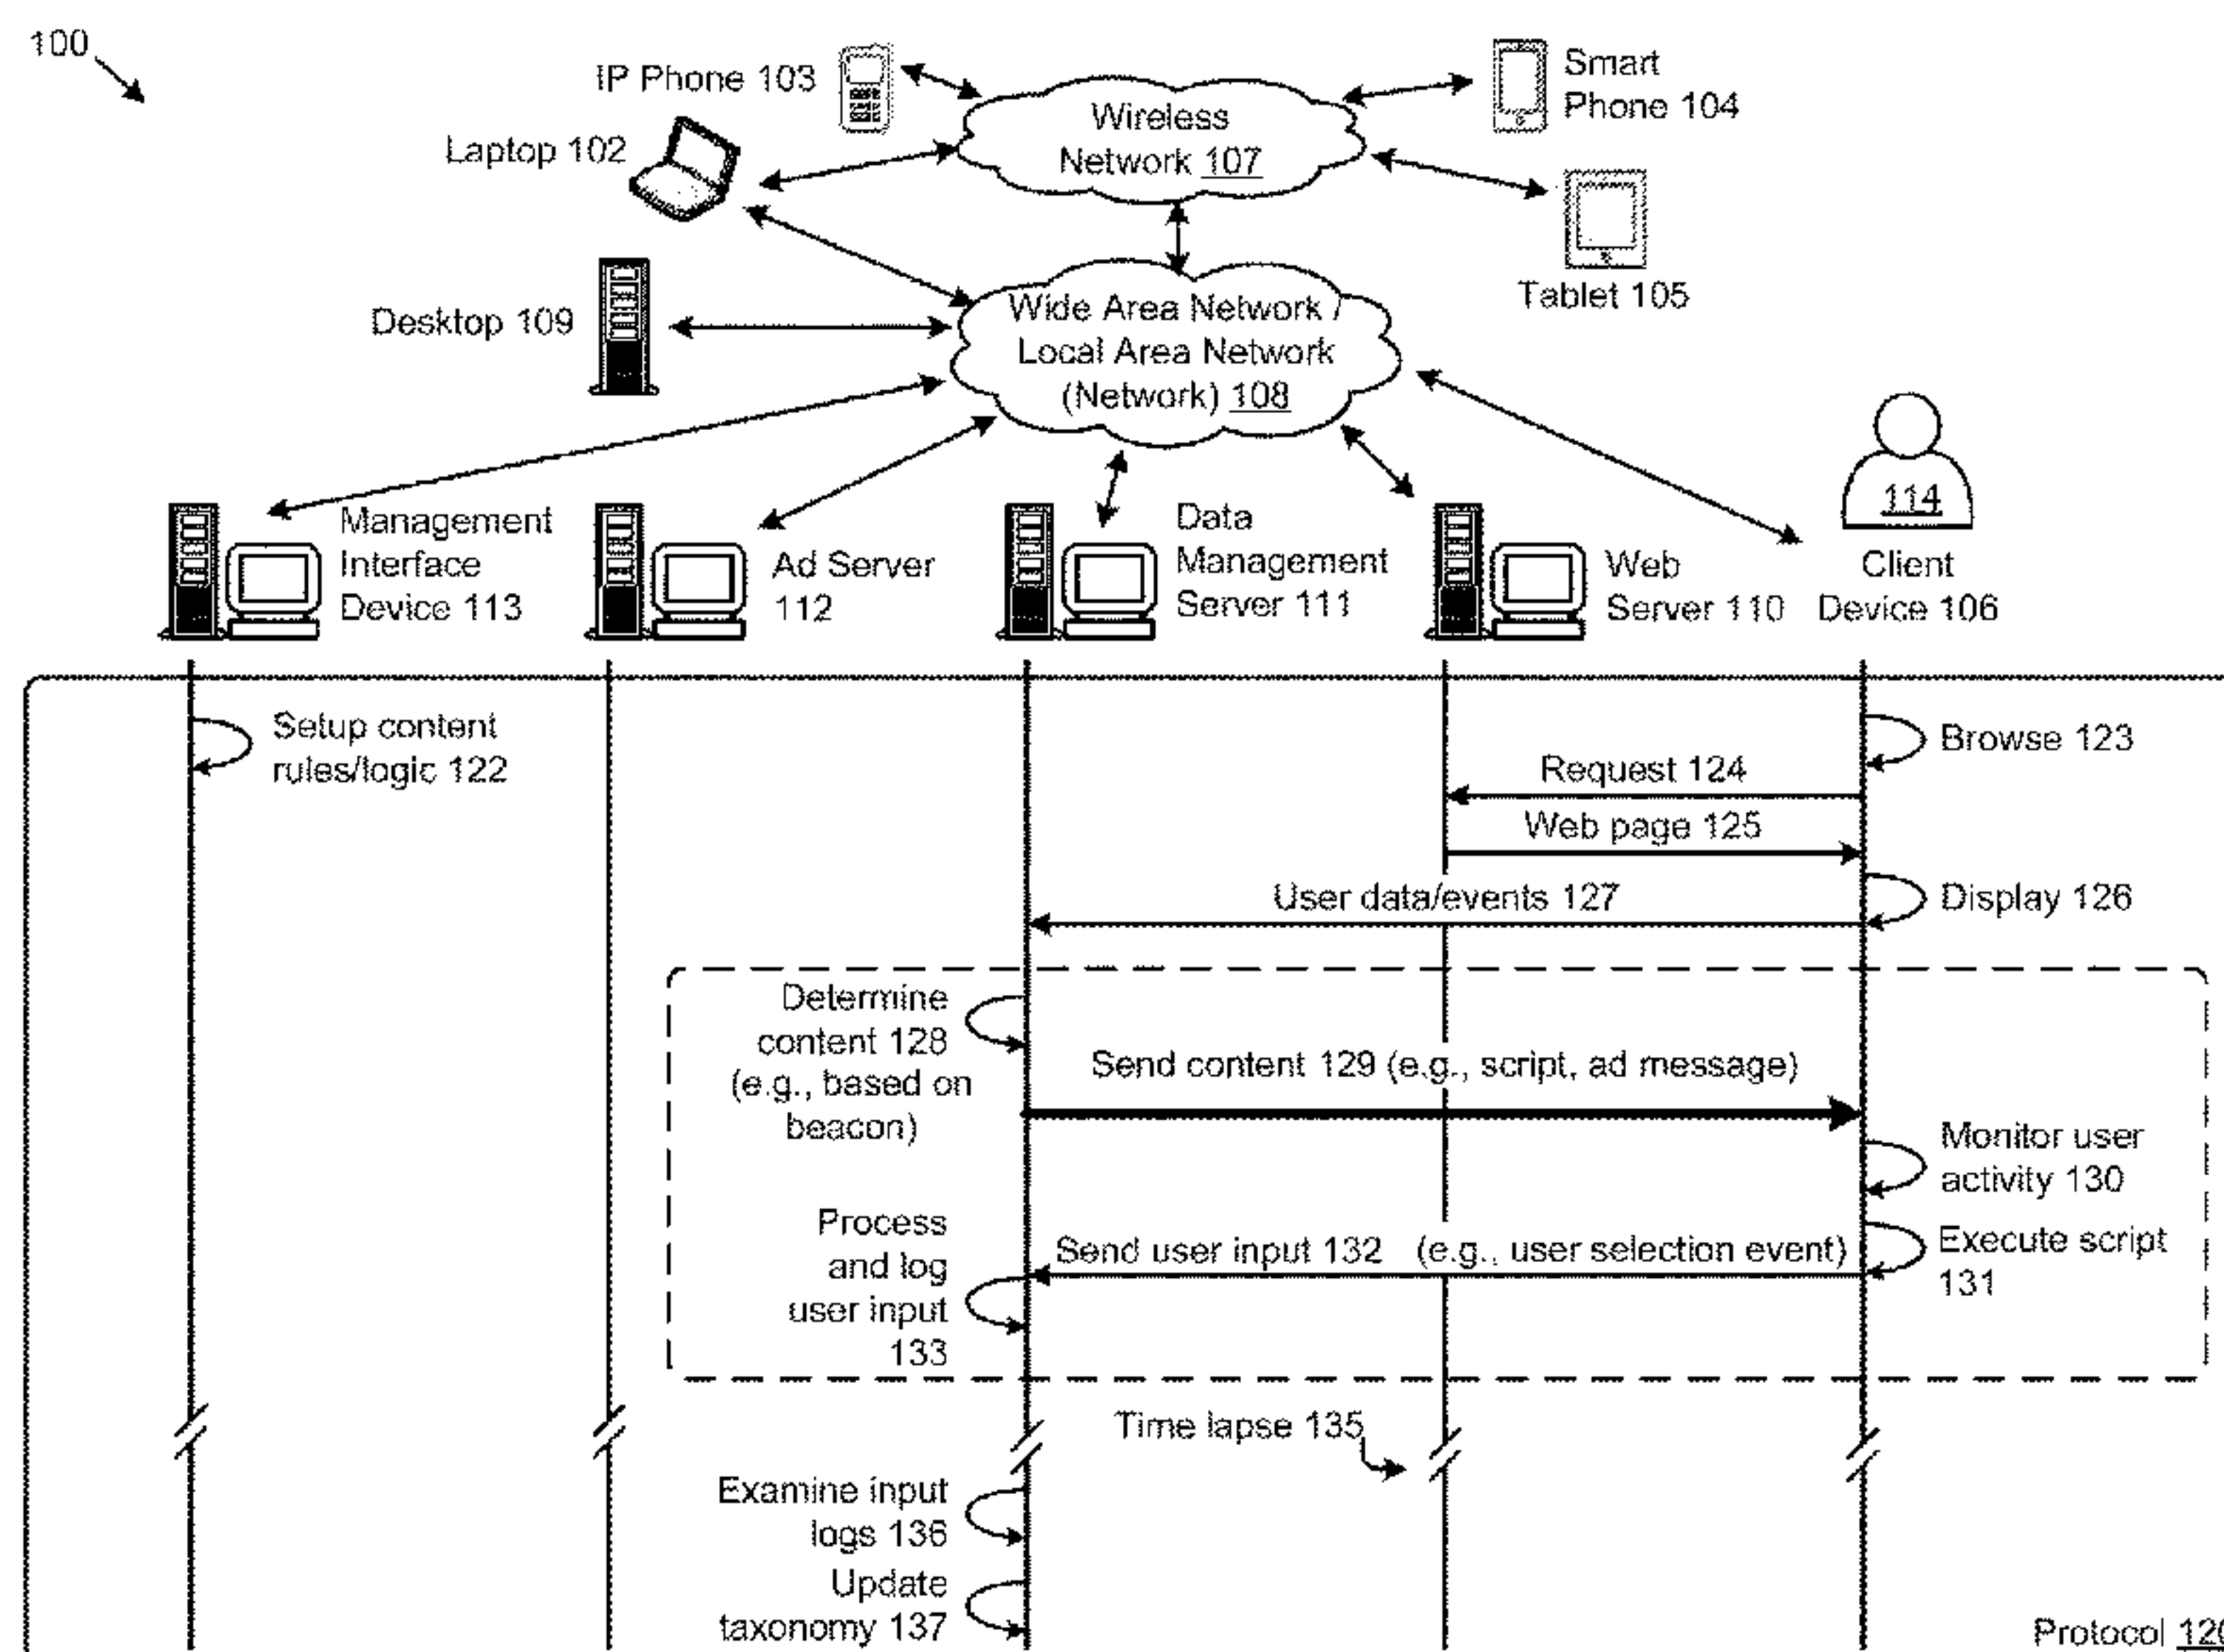 100
IP Phone 103
Smart
Phone 104
Wireless
Network 107
Laptop 102
Tablet 105
Desktop 109
Wide Area Network /
Local Area Network
(Network) 108
114
Management
Interface
Device 113
Ad Server
112
Data
Management
Server 111
Web
Server 110
Client
Device 106
Setup content
rules/logic 122
Browse 123
Request 124
Web page 125
User data/events 127
Display 126
Determine
content 128
(e.g., based on
beacon)
Send content 129 (e.g., script, ad message)
Monitor user
activity 130
Process
and log
user input
133
Send user input 132 (e.g., user selection event)
Execute script
131
Time lapse 135
Examine input
logs 136
Update
taxonomy 137
Protocol 120